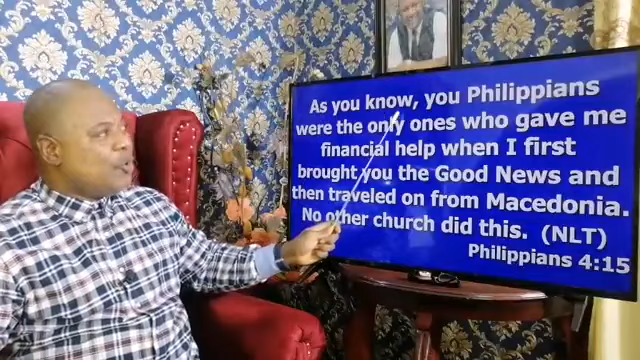 As you know, you Philippians
were the only ones who gave me
financial help when I first
brought you the Good News and
then traveled on from Macedonia.
No other church did this. (NLT)
Philippians 4:15